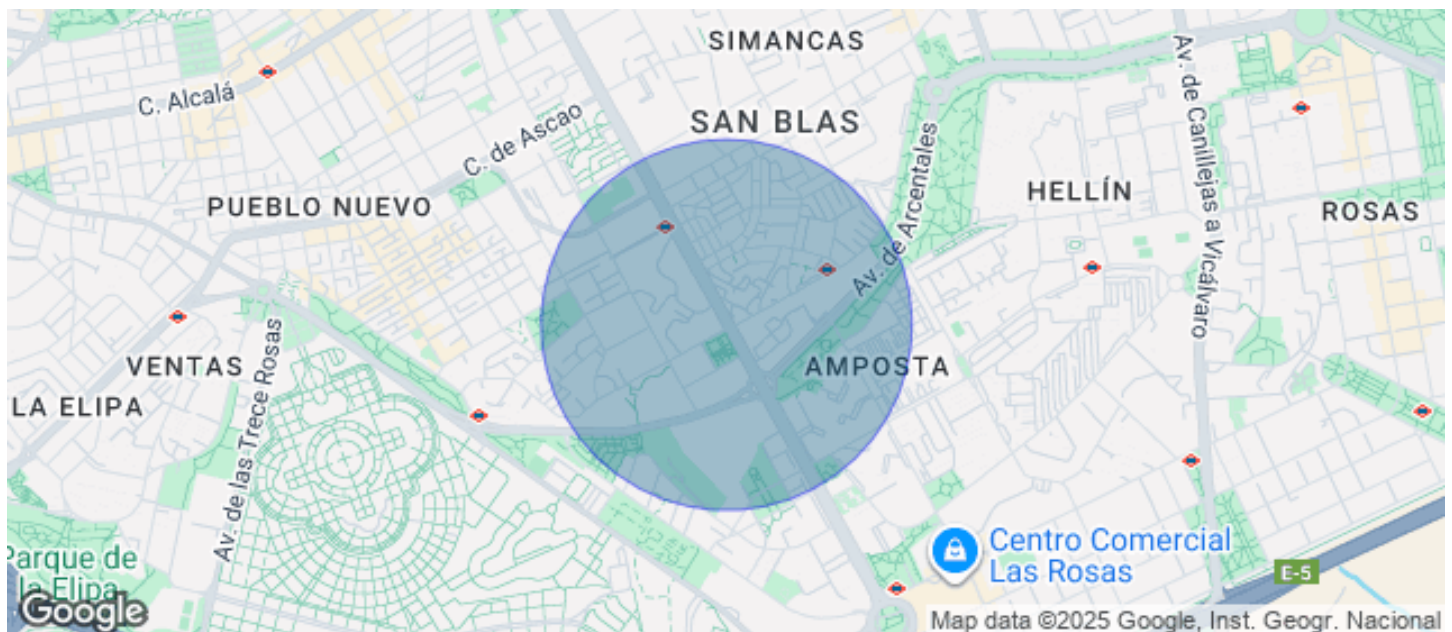 SIMANCAS
C. Alcalá
SAN BLAS
C. de Ascao
Av. de Canillejas a Vicálvaro
Av. de Arcentales
HELLÍN
PUEBLO NUEVO
ROSAS
VENTAS
AMPOSTA
LA ELIPA
Av. de las Trece Rosas
Centro Comercial
Las Rosas
Parque de
la Elipa
E-5
Google
Map data ©2025 Google, Inst. Geogr. Nacional